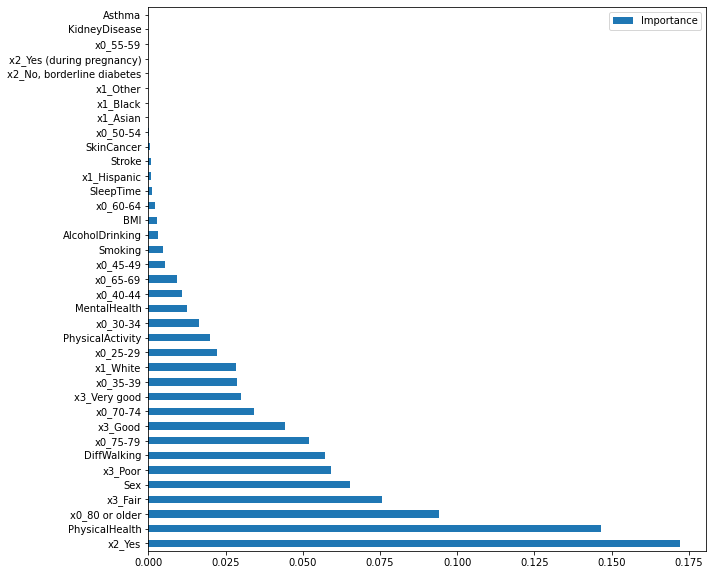 Importance
Asthma
KidneyDisease
x0_55-59
x2_Yes (during pregnancy)
x2_No, borderline diabetes
x1_Other
x1_Black
x1_Asian
x0_50-54
SkinCancer
Stroke
x1_Hispanic
SleepTime
x0_60-64
BMI
AlcoholDrinking
Smoking
x0_45-49
x0_65-69
x0_40-44
MentalHealth
x0_30-34
PhysicalActivity
x0_25-29
x1_White
x0_35-39
x3_Very good
x0_70-74
x3_Good
x0_75-79
DiffWalking
x3_Poor
Sex
x3_Fair
x0_80 or older
PhysicalHealth
x2_Yes
0.000 0.025 0.050 0.075 0.100 0.125 0.150 0.175